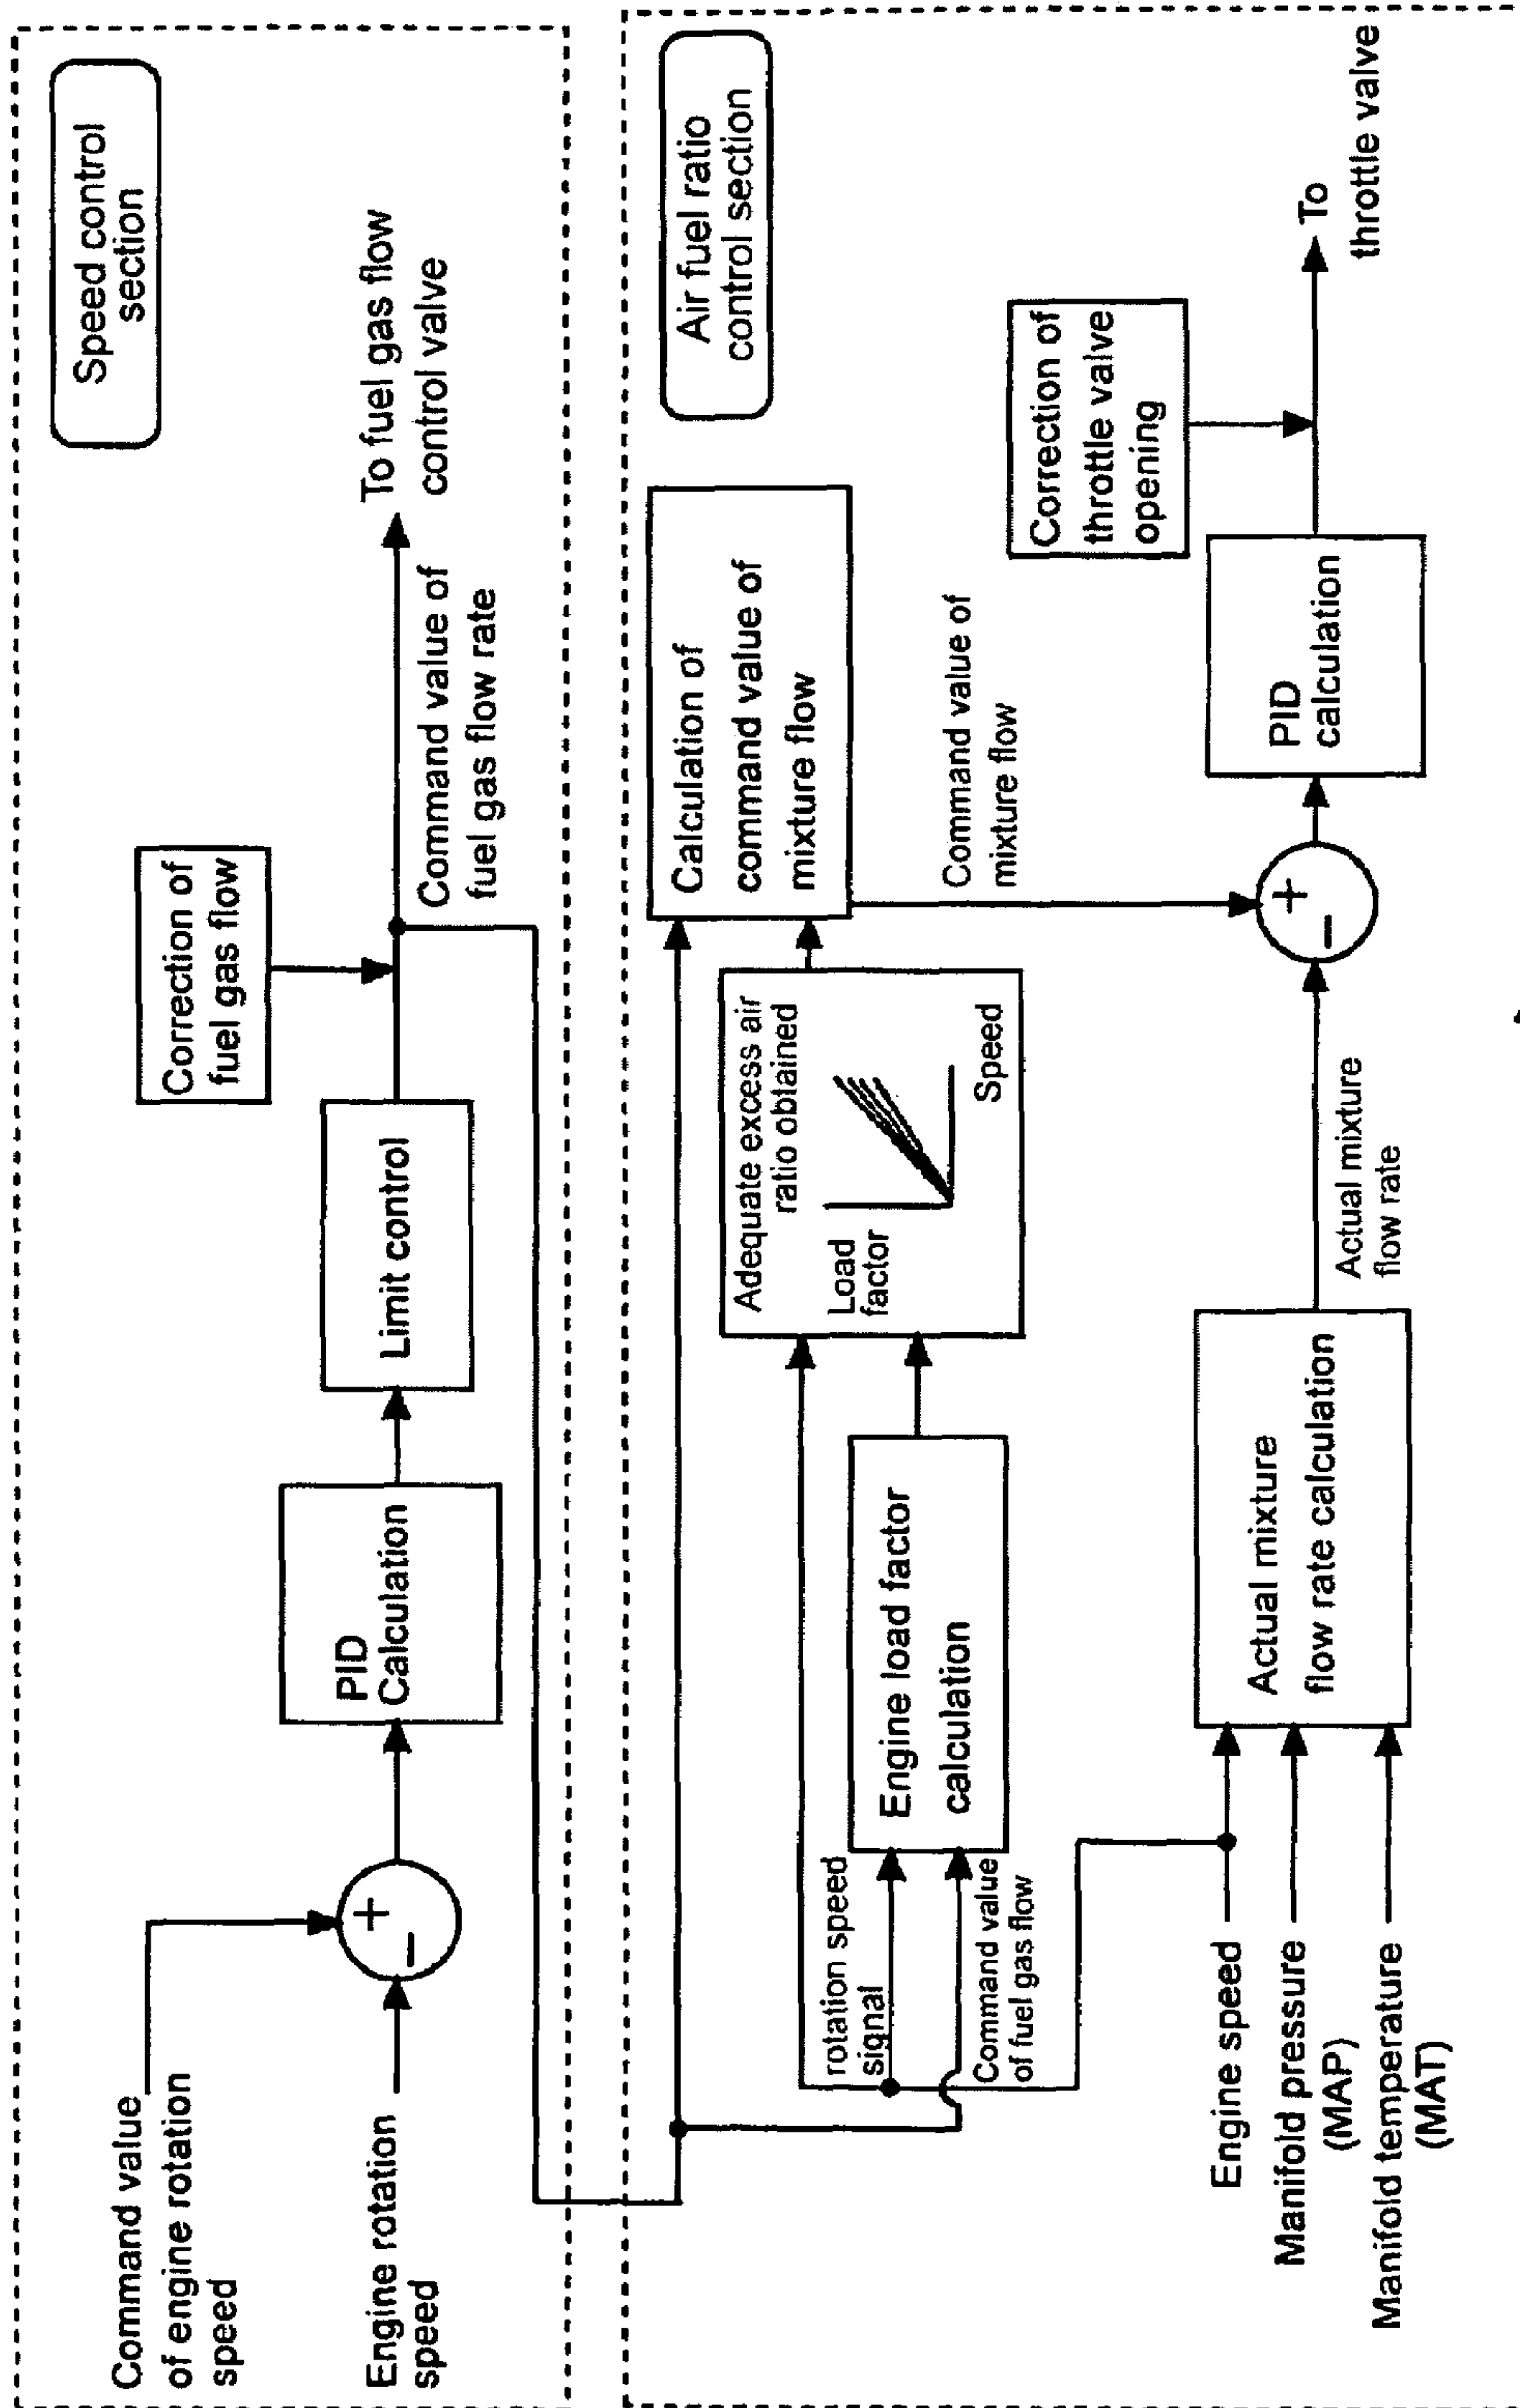 Speed control
section
Command value
of engine rotation
speed
Engine rotation
speed
+
−
PID
Calculation
Limit control
Correction of
fuel gas flow
Command value of
fuel gas flow rate
To fuel gas flow
control valve
Air fuel ratio
control section
rotation speed
signal
Command value
of fuel gas flow
Engine load factor
calculation
Adequate excess air
ratio obtained
Load
factor
Speed
Calculation of
command value of
mixture flow
Command value of
mixture flow
Engine speed
Manifold pressure
(MAP)
Manifold temperature
(MAT)
Actual mixture
flow rate calculation
Actual mixture
flow rate
+
−
PID
calculation
Correction of
throttle valve
opening
To
throttle valve